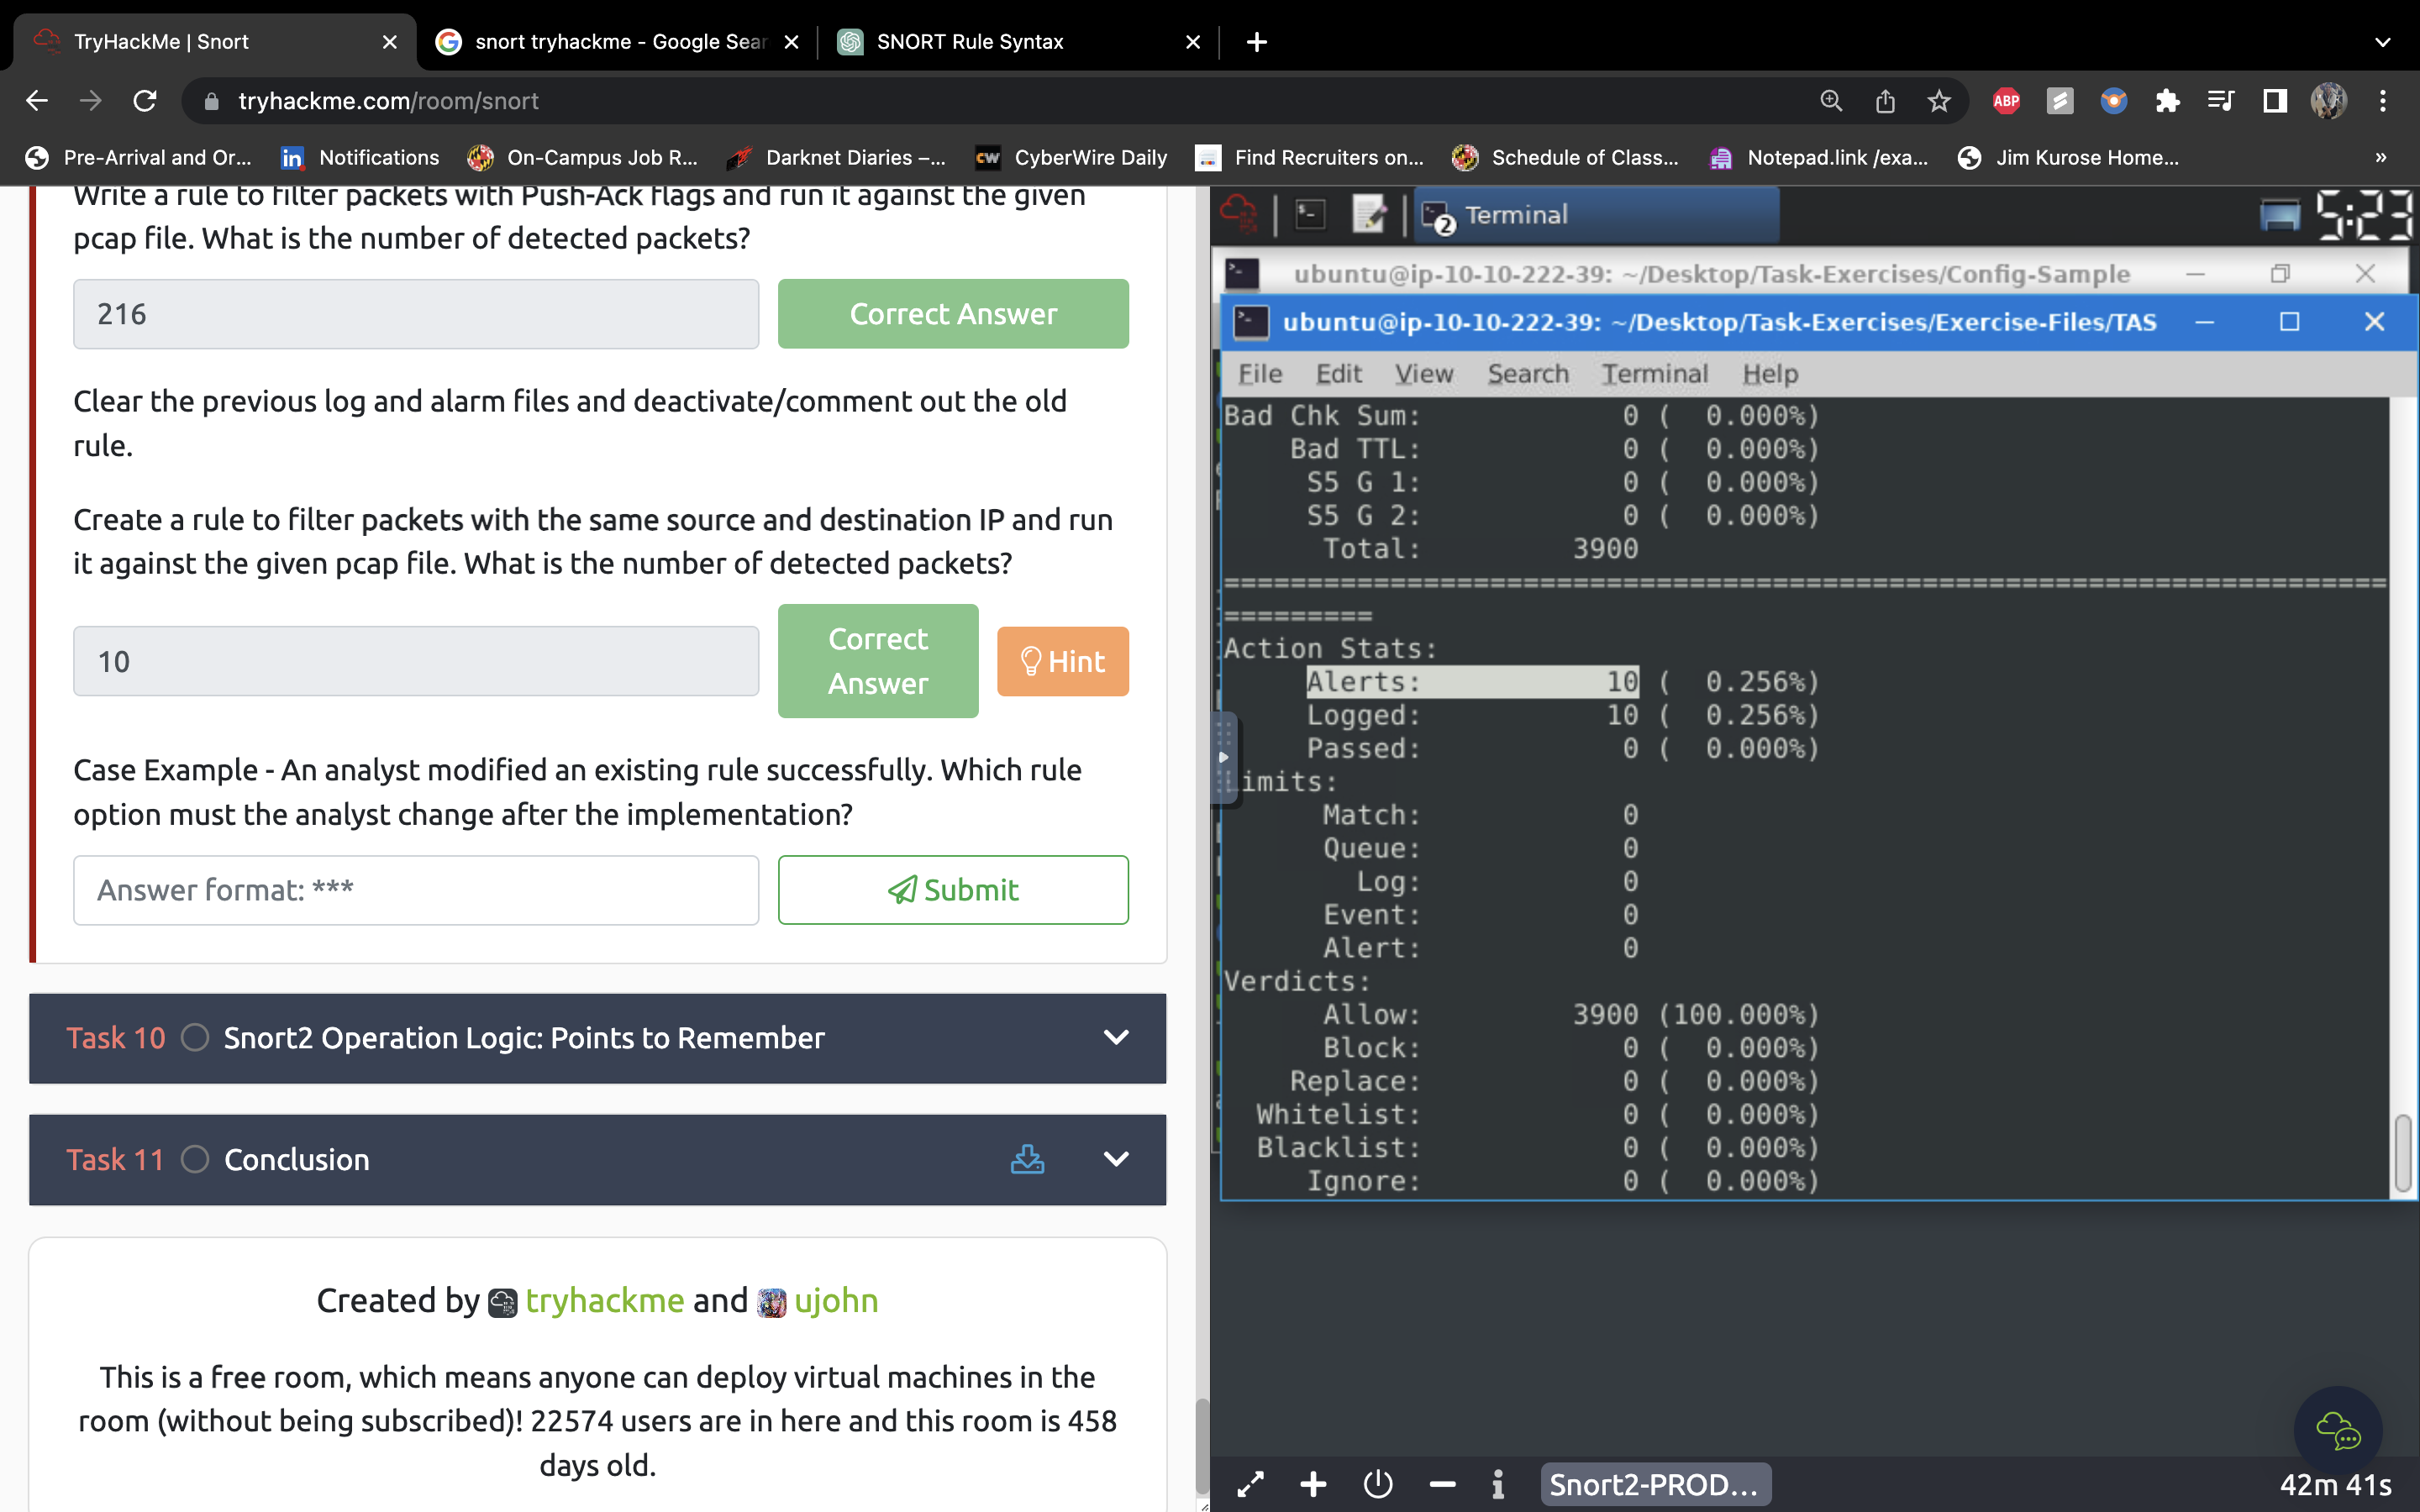 TryHackMe | Snort
snort tryhackme - Google Sear
SNORT Rule Syntax
tryhackme.com/room/snort
ABP
Pre-Arrival and Or...
Notifications
On-Campus Job R...
Darknet Diaries –...
CW
CyberWire Daily
Find Recruiters on...
Schedule of Class...
Notepad.link /exa...
Jim Kurose Home...
»
Write a rule to filter packets with Push-Ack flags and run it against the given
pcap file. What is the number of detected packets?
216
Correct Answer
Clear the previous log and alarm files and deactivate/comment out the old
rule.
Create a rule to filter packets with the same source and destination IP and run
it against the given pcap file. What is the number of detected packets?
10
Correct
Answer
Hint
Case Example - An analyst modified an existing rule successfully. Which rule
option must the analyst change after the implementation?
Answer format: ***
Submit
Task 10
Snort2 Operation Logic: Points to Remember
Task 11
Conclusion
Created by tryhackme and ujohn
This is a free room, which means anyone can deploy virtual machines in the
room (without being subscribed)! 22574 users are in here and this room is 458
days old.
2
Terminal
5:23
ubuntu@ip-10-10-222-39: ~/Desktop/Task-Exercises/Config-Sample
ubuntu@ip-10-10-222-39: ~/Desktop/Task-Exercises/Exercise-Files/TAS
File Edit View Search Terminal Help
Bad Chk Sum: 0 ( 0.000%)
Bad TTL: 0 ( 0.000%)
S5 G 1: 0 ( 0.000%)
S5 G 2: 0 ( 0.000%)
Total: 3900
=======================================================================
=========
Action Stats:
Alerts: 10 ( 0.256%)
Logged: 10 ( 0.256%)
Passed: 0 ( 0.000%)
Limits:
Match: 0
Queue: 0
Log: 0
Event: 0
Alert: 0
Verdicts:
Allow: 3900 (100.000%)
Block: 0 ( 0.000%)
Replace: 0 ( 0.000%)
Whitelist: 0 ( 0.000%)
Blacklist: 0 ( 0.000%)
Ignore: 0 ( 0.000%)
Snort2-PROD...
42m 41s